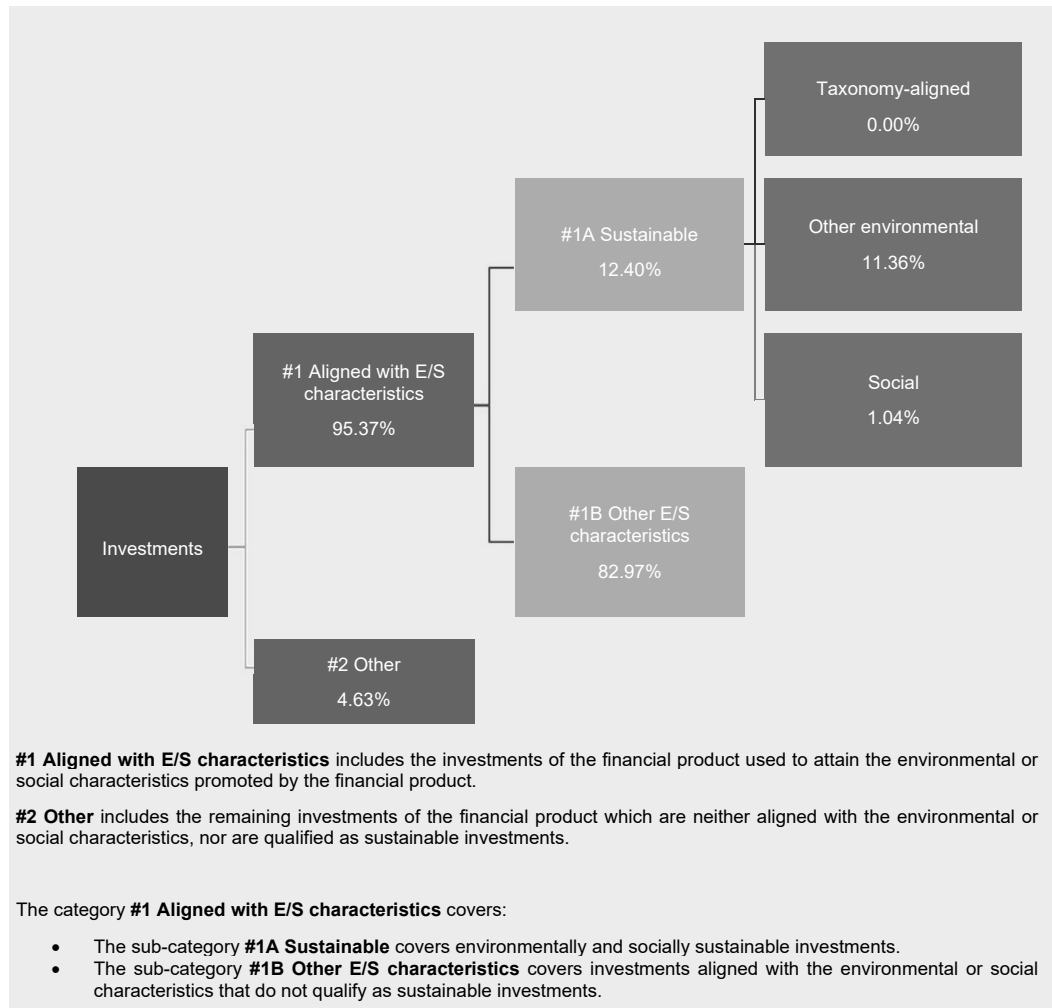 Taxonomy-aligned
0.00%
#1A Sustainable
12.40%
Other environmental
11.36%
#1 Aligned with E/S
characteristics
95.37%
Social
1.04%
Investments
#1B Other E/S
characteristics
82.97%
#2 Other
4.63%
#1 Aligned with E/S characteristics includes the investments of the financial product used to attain the environmental or
social characteristics promoted by the financial product.
#2 Other includes the remaining investments of the financial product which are neither aligned with the environmental or
social characteristics, nor are qualified as sustainable investments.
The category #1 Aligned with E/S characteristics covers:
• The sub-category #1A Sustainable covers environmentally and socially sustainable investments.
• The sub-category #1B Other E/S characteristics covers investments aligned with the environmental or social
characteristics that do not qualify as sustainable investments.